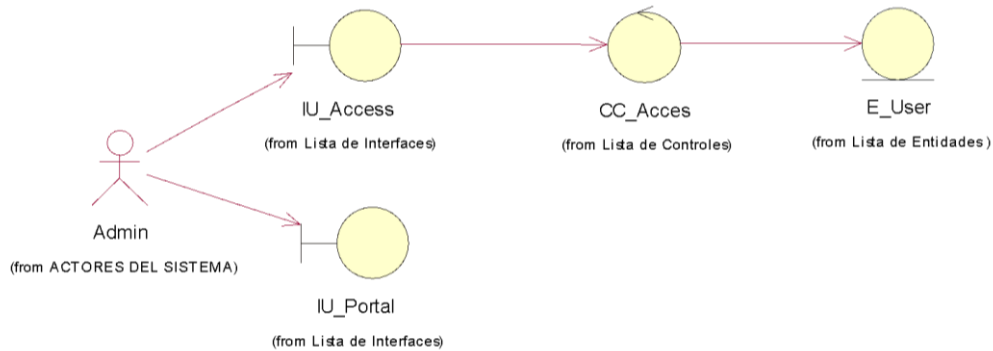 IU_Access
(from Lista de Interfaces)
CC_Acces
(from Lista de Controles)
E_User
(from Lista de Entidades)
Admin
(from ACTORES DEL SISTEMA)
IU_Portal
(from Lista de Interfaces)